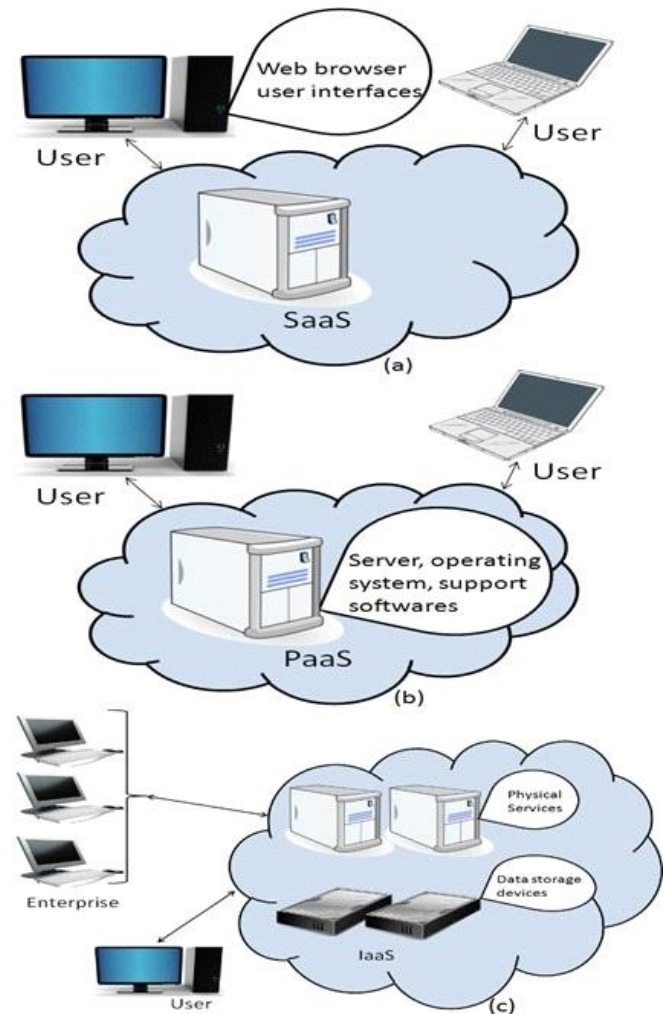 Web browser
user interfaces
User
User
SaaS
(a)
User
User
Server, operating
system, support
softwares
PaaS
(b)
Physical
Services
Data storage
devices
Enterprise
IaaS
User
(c)